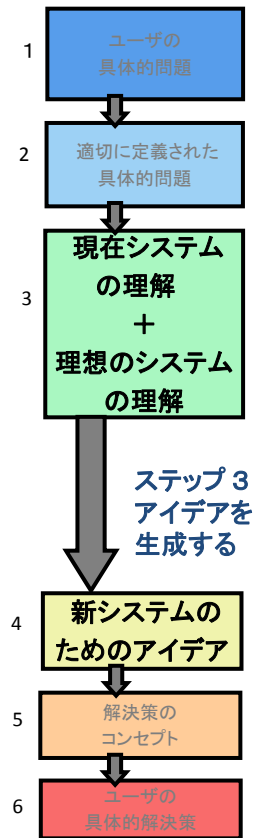 1
ユーザの
具体的問題
2
適切に定義された
具体的問題
3
現在システム
の理解
＋
理想のシステム
の理解
ステップ３
アイデアを
生成する
4
新システムの
ためのアイデア
5
解決策の
コンセプト
6
ユーザの
具体的解決策